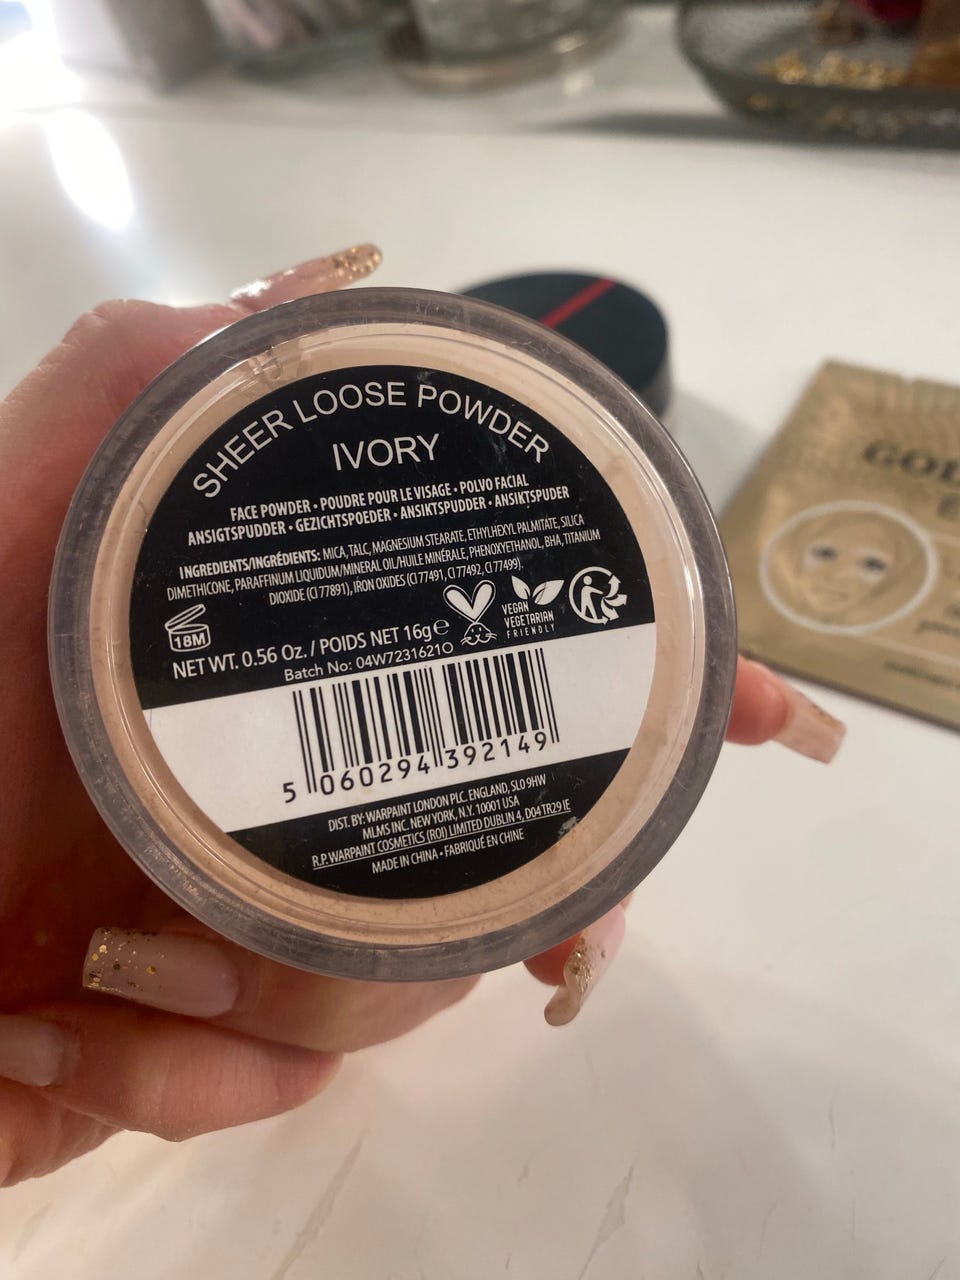 SHEER LOOSE POWDER
IVORY
FACE POWDER • POUDRE POUR LE VISAGE • POLVO FACIAL
ANSIGTSPUDDER • GEZICHTSPOEDER • ANSIKTSPUDDER • ANSIKTSPUDER
INGREDIENTS/INGRÉDIENTS: MICA, TALC, MAGNESIUM STEARATE, ETHYLHEXYL PALMITATE, SILICA
DIMETHICONE, PARAFFINUM LIQUIDUM/MINERAL OIL/HUILE MINÉRALE, PHENOXYETHANOL, BHA, TITANIUM
DIOXIDE (CI 77891), IRON OXIDES (CI 77491, CI 77492, CI 77499).
18M
VEGAN
VEGETARIAN
FRIENDLY
NET WT. 0.56 Oz. / POIDS NET 16g℮
Batch No: 04W7231621O
5 060294 392149
DIST. BY: WARPAINT LONDON PLC. ENGLAND, SL0 9HW
MLMS INC. NEW YORK, N.Y. 10001 USA
R.P. WARPAINT COSMETICS (ROI) LIMITED DUBLIN 4, D04 TR29 IE
MADE IN CHINA • FABRIQUÉ EN CHINE